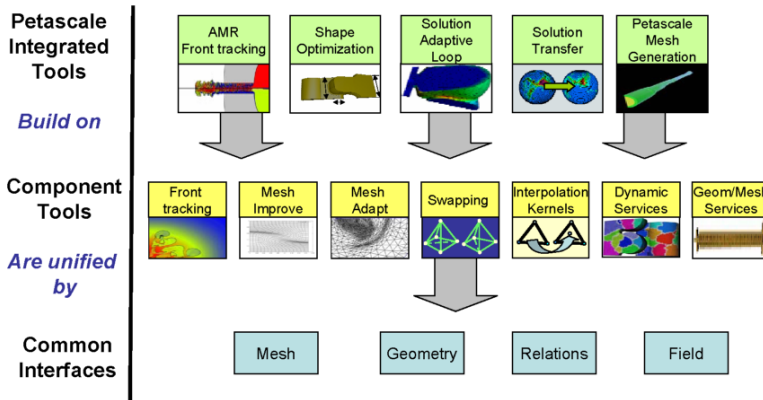 Petascale
Integrated
Tools
AMR
Front tracking
Shape
Optimization
Solution
Adaptive
Loop
Solution
Transfer
Petascale
Mesh
Generation
Build on
Component
Tools
Front
tracking
Mesh
Improve
Mesh
Adapt
Swapping
Interpolation
Kernels
Dynamic
Services
Geom/Mesh
Services
Are unified
by
Common
Interfaces
Mesh
Geometry
Relations
Field